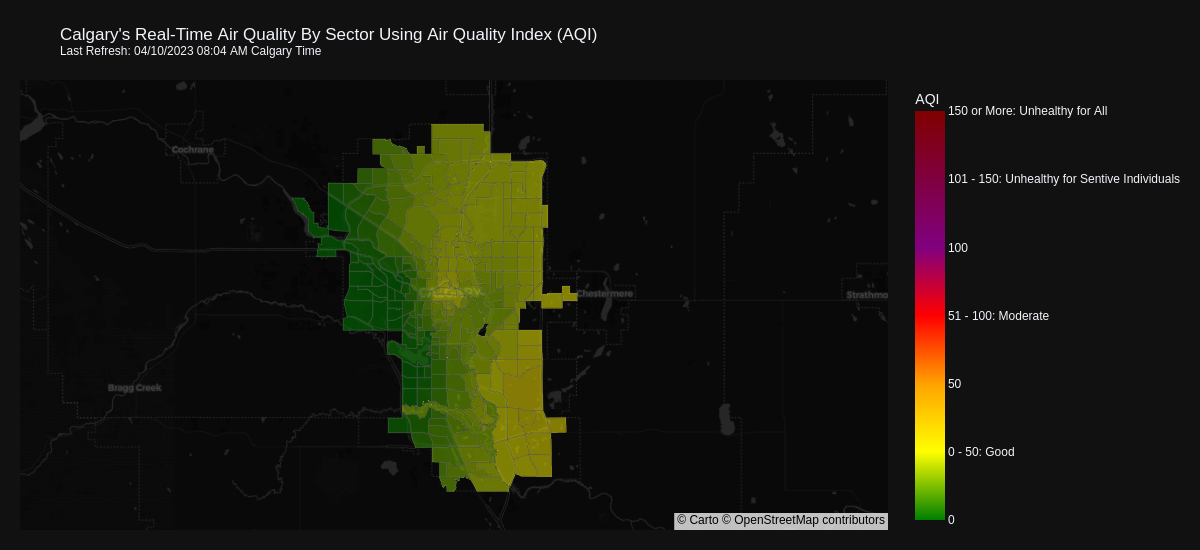 Calgary's Real-Time Air Quality By Sector Using Air Quality Index (AQI)
Last Refresh: 04/10/2023 08:04 AM Calgary Time
AQI
150 or More: Unhealthy for All
Cochrane
101 - 150: Unhealthy for Sentive Individuals
100
CALGARY
Chestermere
Strathmo
51 - 100: Moderate
Bragg Creek
50
0 - 50: Good
0
© Carto © OpenStreetMap contributors